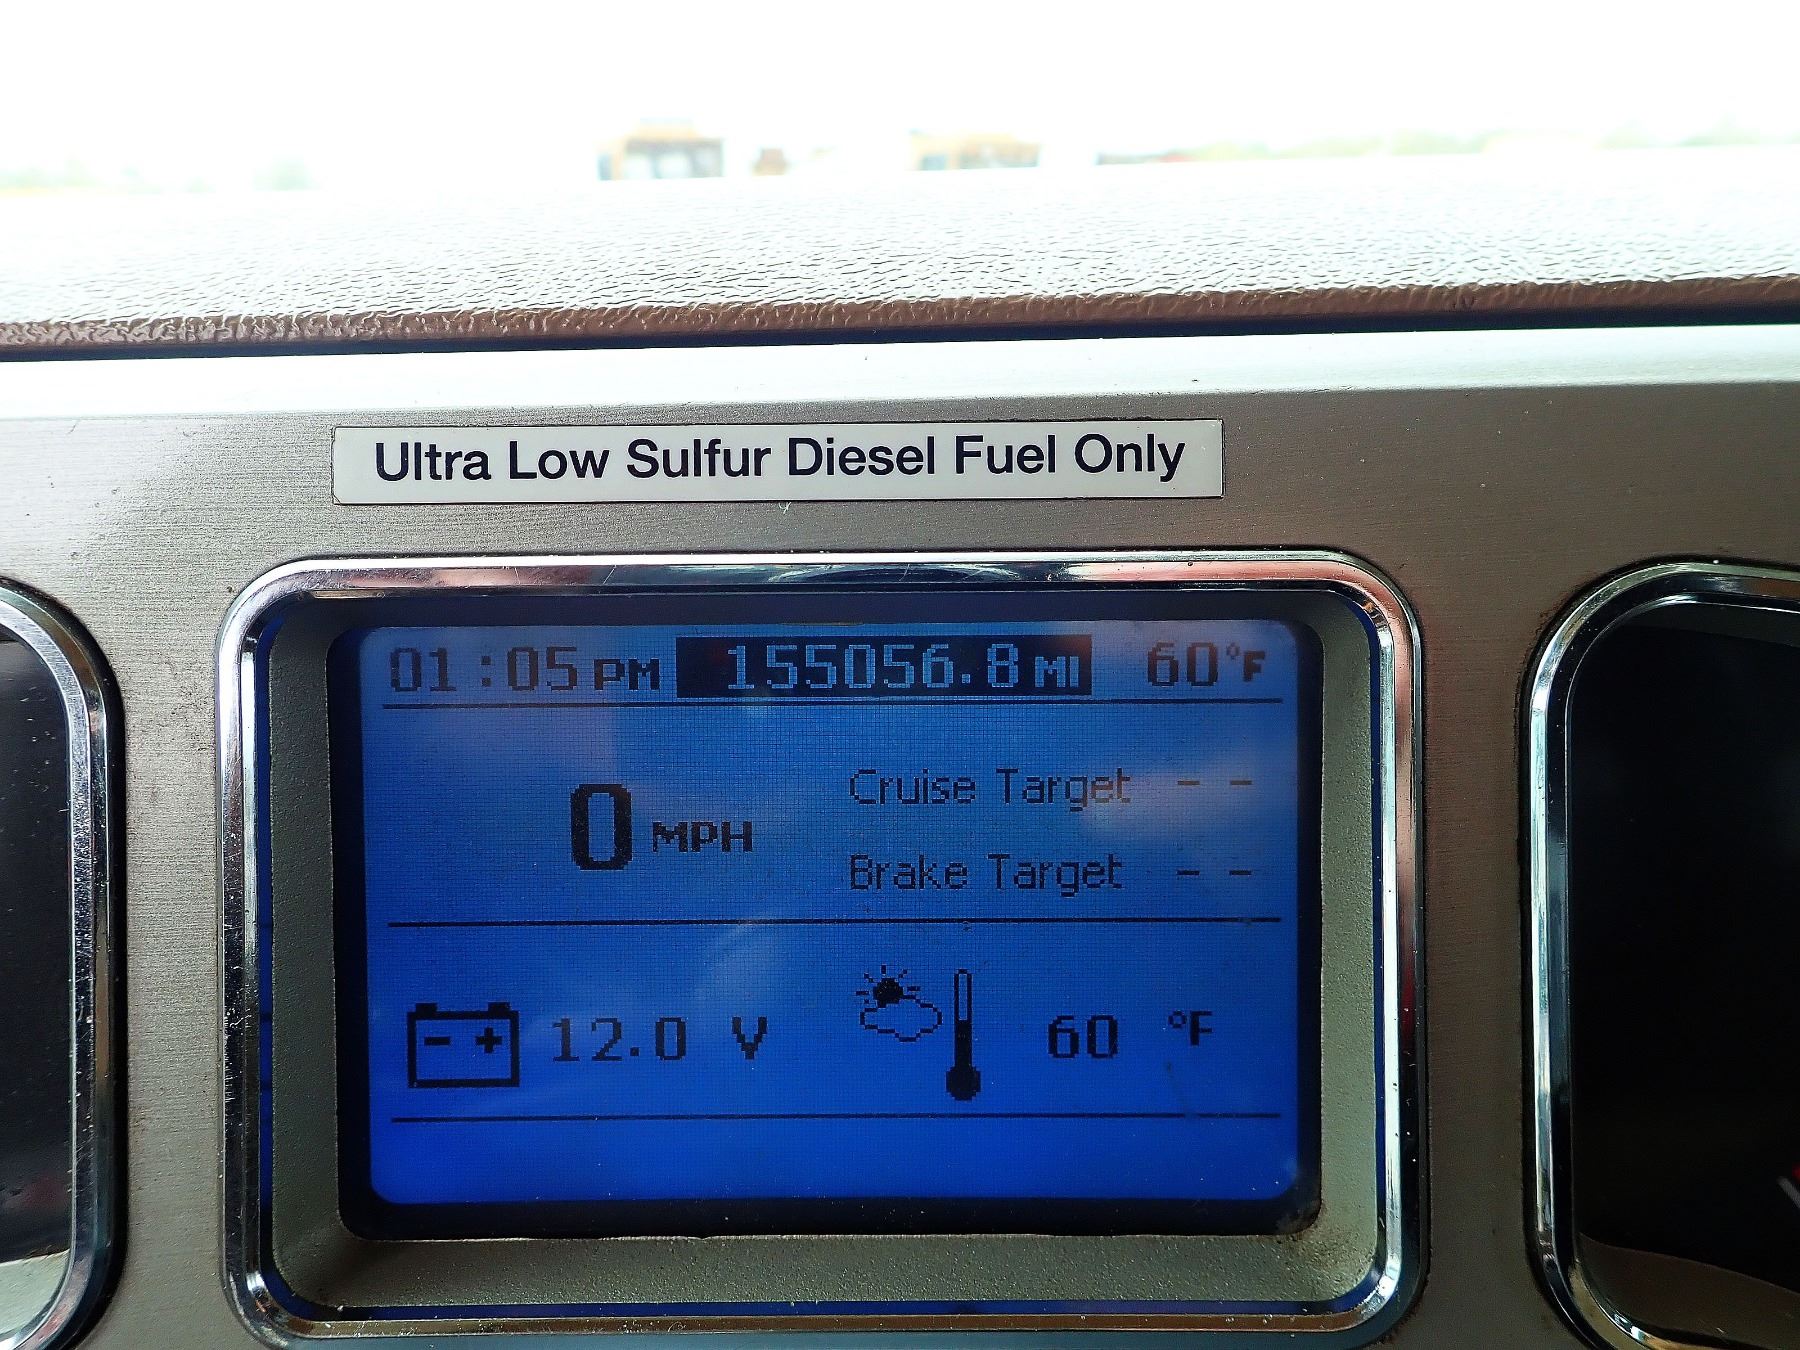 Ultra Low Sulfur Diesel Fuel Only
01:05 PM 155056.8 MI 60°F
0 MPH
Cruise Target - -
Brake Target - -
- + 12.0 V 60 °F